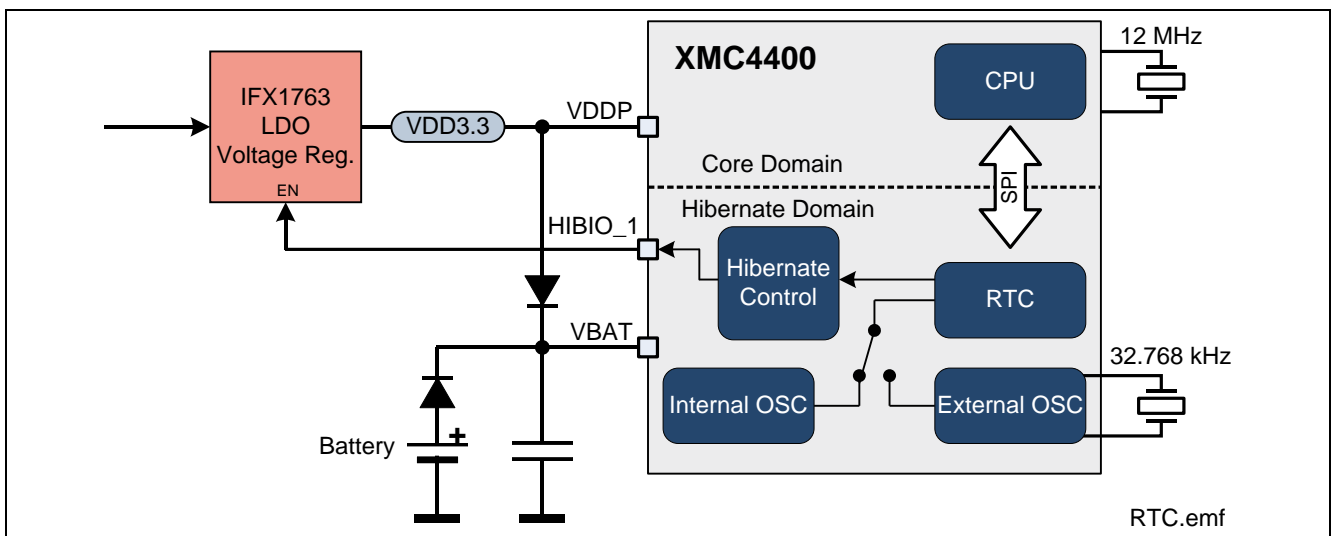 XMC4400
12 MHz
CPU
IFX1763
LDO
Voltage Reg.
EN
VDD3.3
VDDP
Core Domain
SPI
Hibernate Domain
HIBIO_1
Hibernate
Control
RTC
VBAT
32.768 kHz
Internal OSC
External OSC
Battery
+
RTC.emf